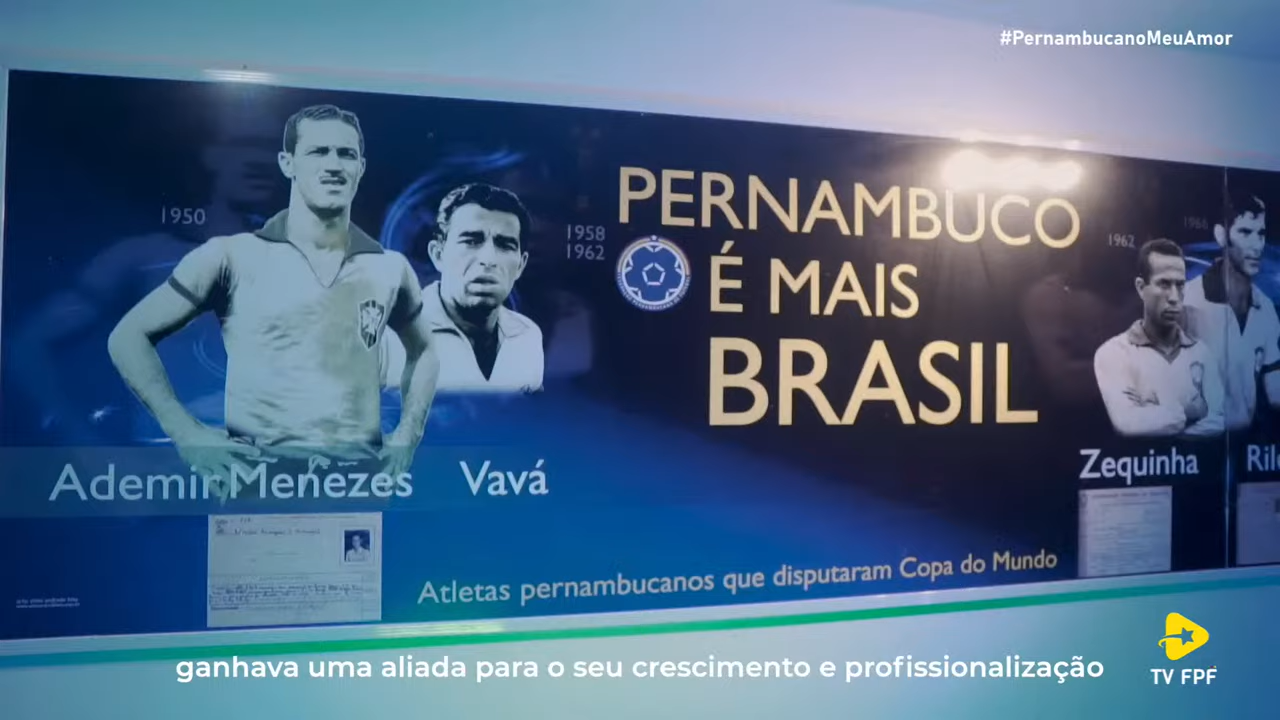 #PernambucanoMeuAmor
1950
1958
1962
PERNAMBUCO
É MAIS
BRASIL
1962
1966
Ademir Menezes
Vavá
Zequinha
Atletas pernambucanos que disputaram Copa do Mundo
ganhava uma aliada para o seu crescimento e profissionalização
TV FPF